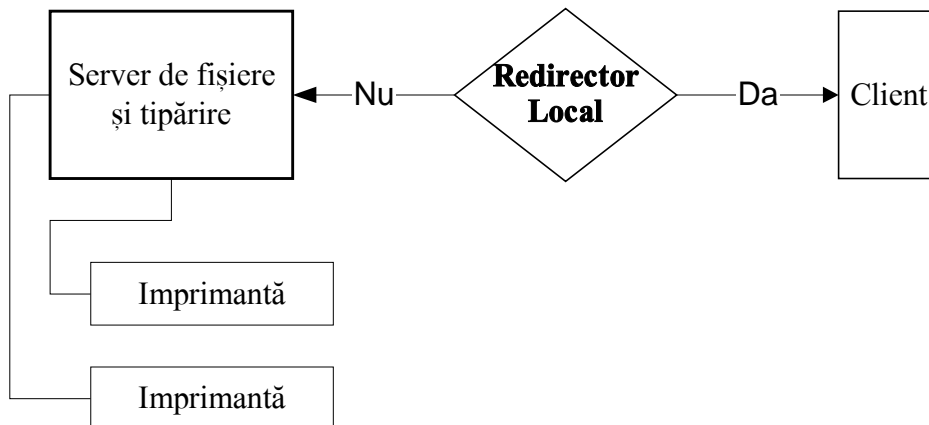 Server de fișiere
și tipărire
Nu
Redirector
Local
Da
Client
Imprimantă
Imprimantă